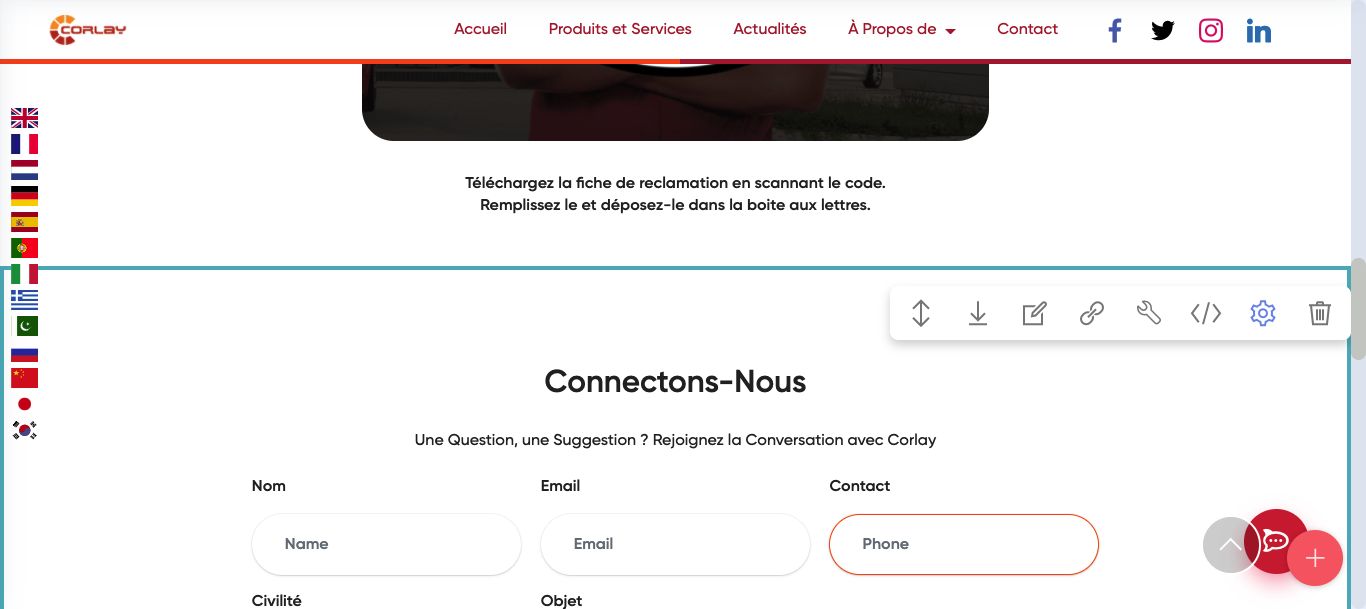 CORLAY
Accueil Produits et Services Actualités À Propos de Contact
Téléchargez la fiche de reclamation en scannant le code.
Remplissez le et déposez-le dans la boite aux lettres.
Connectons-Nous
Une Question, une Suggestion ? Rejoignez la Conversation avec Corlay
Nom Email Contact
Name Email Phone
Civilité Objet